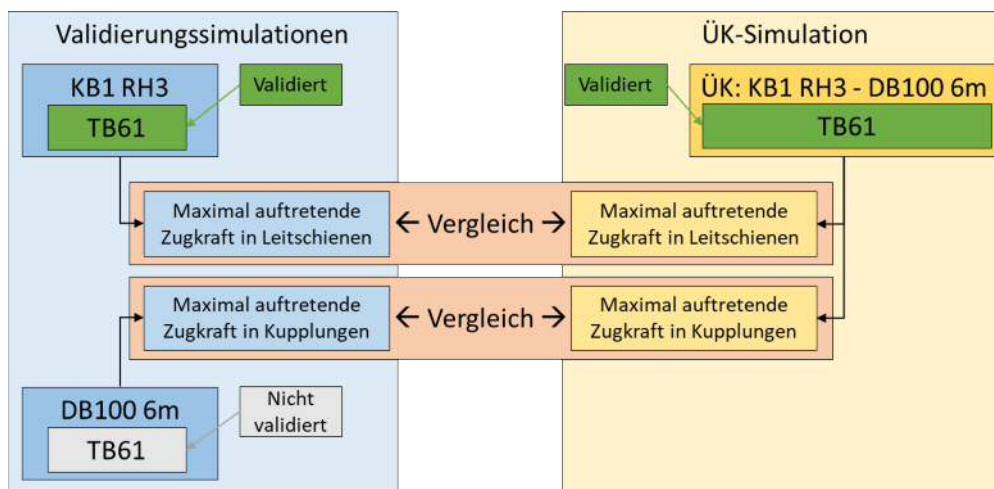 Validierungssimulationen
KB1 RH3
TB61
Validiert
ÜK-Simulation
Validiert
ÜK: KB1 RH3 - DB100 6m
TB61
Maximal auftretende
Zugkraft in Leitschienen
← Vergleich →
Maximal auftretende
Zugkraft in Leitschienen
Maximal auftretende
Zugkraft in Kupplungen
← Vergleich →
Maximal auftretende
Zugkraft in Kupplungen
DB100 6m
TB61
Nicht
validiert